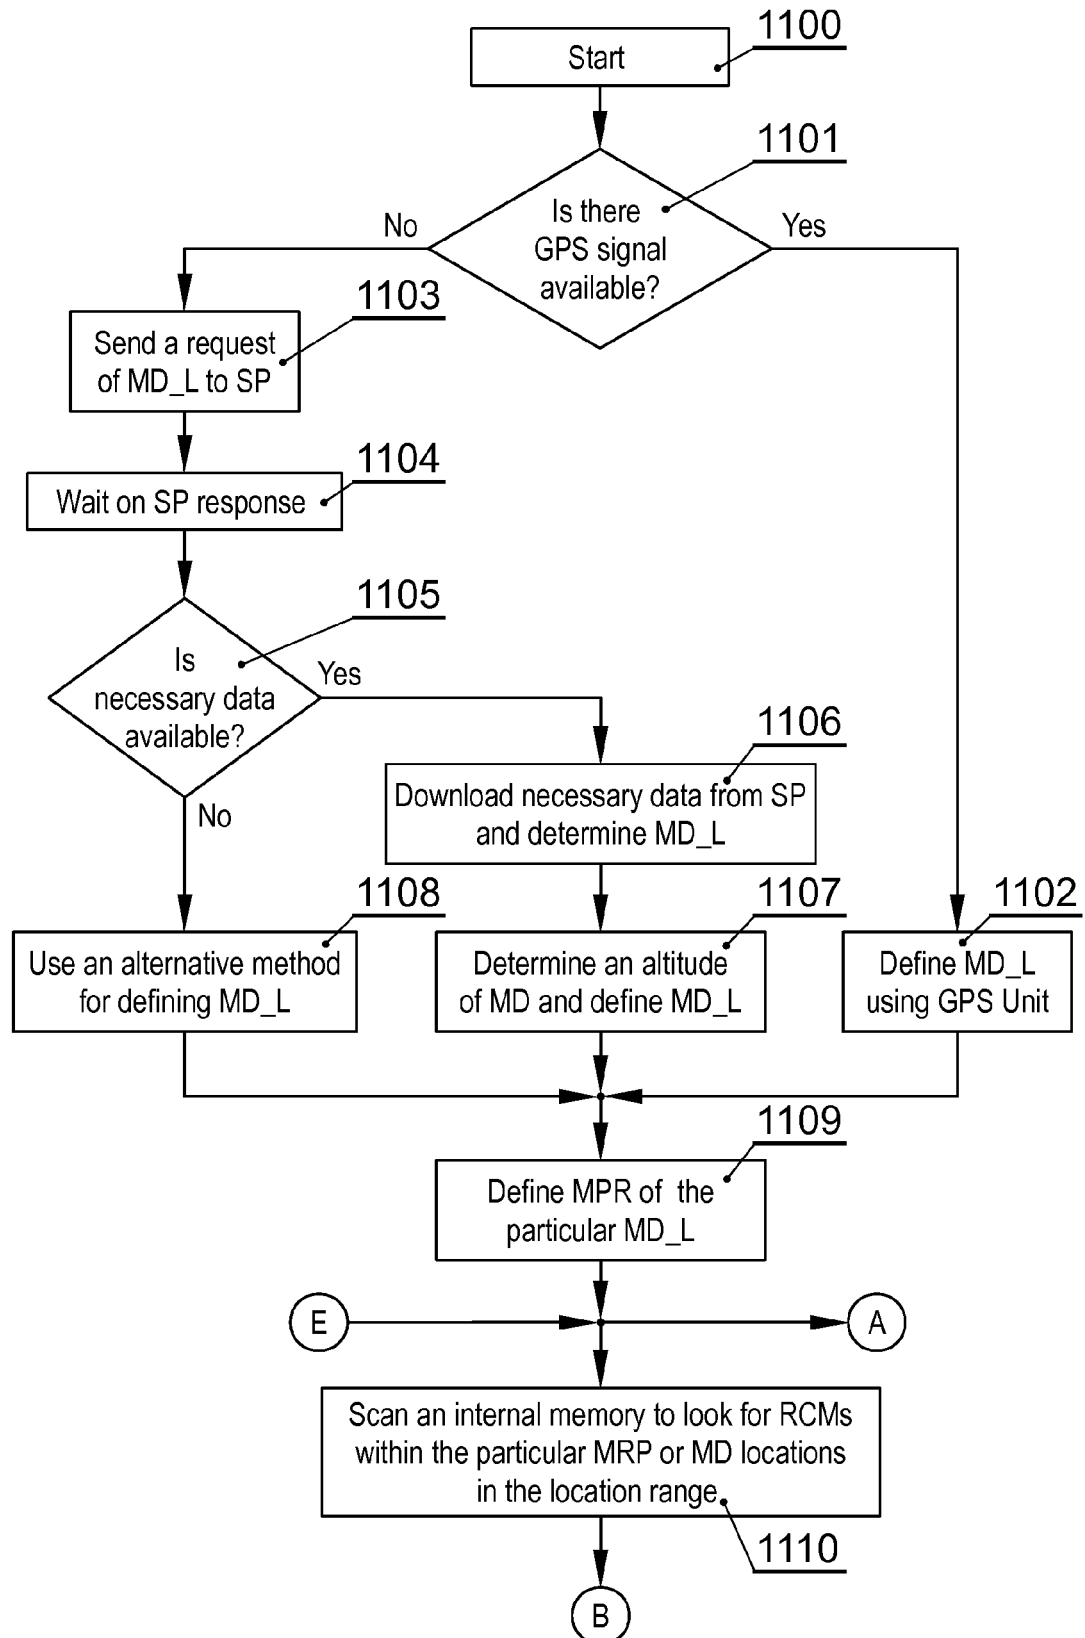 1100
Start
1101
Is there
GPS signal
available?
No
Yes
1103
Send a request
of MD_L to SP
1104
Wait on SP response
1105
Is
necessary data
available?
Yes
No
1106
Download necessary data from SP
and determine MD_L
1108
Use an alternative method
for defining MD_L
1107
Determine an altitude
of MD and define MD_L
1102
Define MD_L
using GPS Unit
1109
Define MPR of the
particular MD_L
E
A
Scan an internal memory to look for RCMs
within the particular MRP or MD locations
in the location range
1110
B